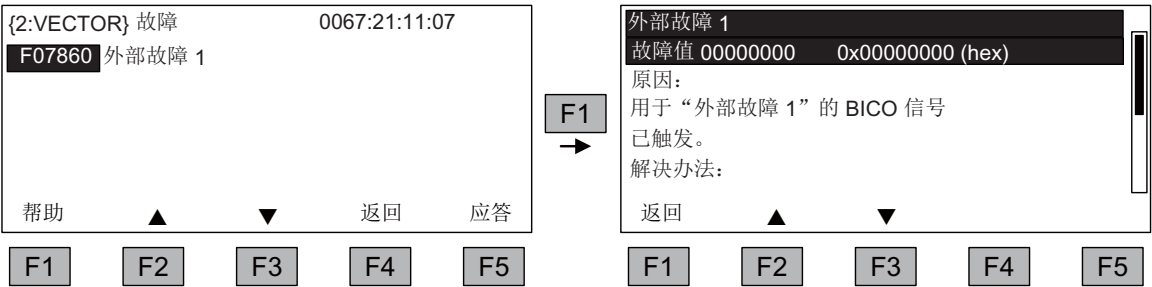 {2:VECTOR} 故障 0067:21:11:07
F07860 外部故障 1
帮助 ▲ ▼ 返回 应答
F1 F2 F3 F4 F5
F1
外部故障 1
故障值 00000000 0x00000000 (hex)
原因：
用于“外部故障 1”的 BICO 信号
已触发。
解决办法：
返回 ▲ ▼
F1 F2 F3 F4 F5